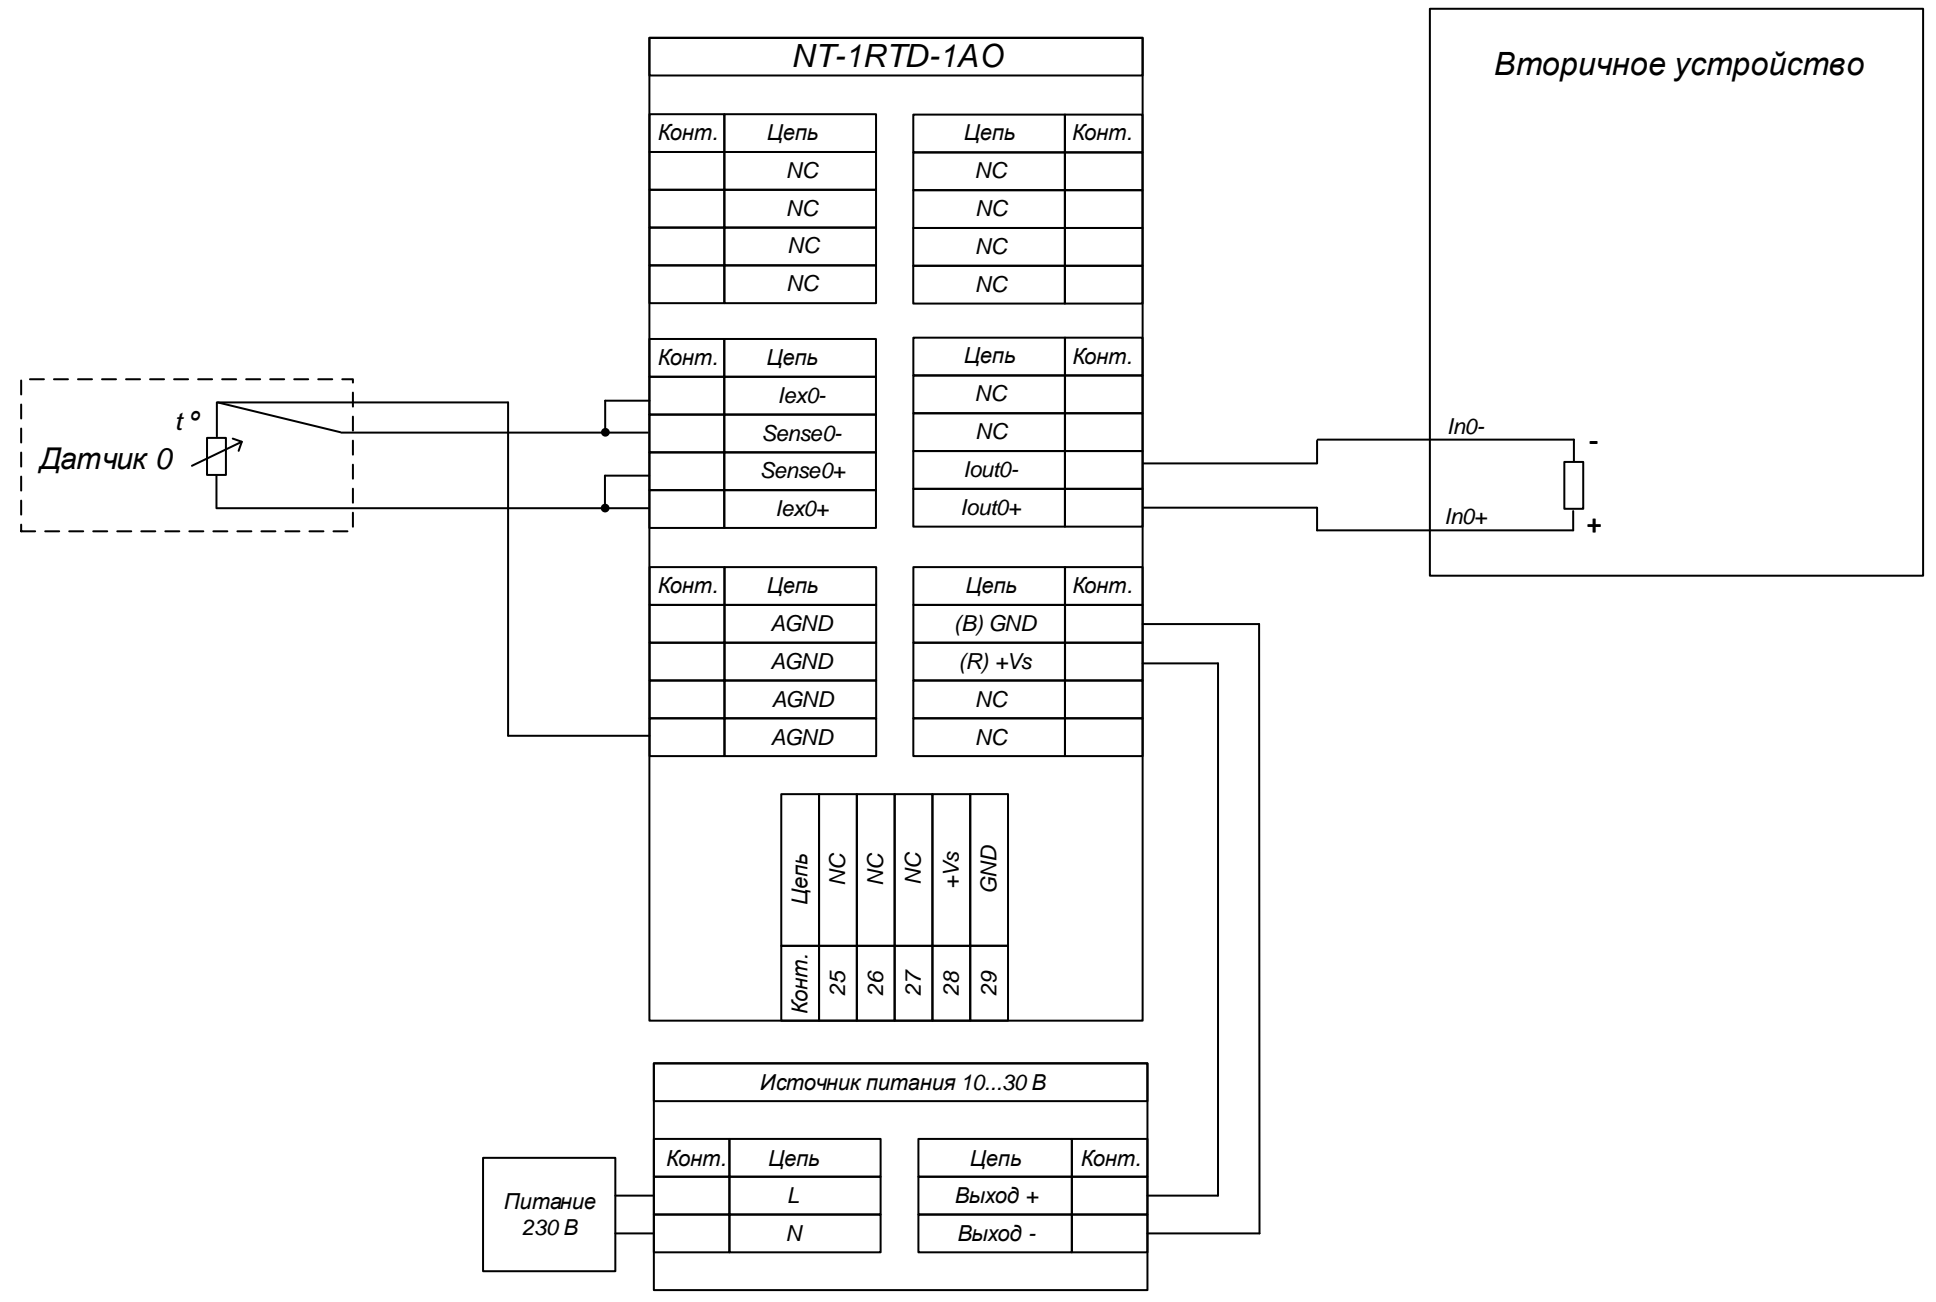 NT-1RTD-1AO
Вторичное устройство
Конт. Цепь
NC
NC
NC
NC
Цепь Конт.
NC
NC
NC
NC
Датчик 0
t°
Конт. Цепь
Iex0-
Sense0-
Sense0+
Iex0+
Цепь Конт.
NC
NC
Iout0-
Iout0+
In0-
-
In0+
+
Конт. Цепь
AGND
AGND
AGND
AGND
Цепь Конт.
(B) GND
(R) +Vs
NC
NC
Цепь NC NC NC +Vs GND
Конт. 25 26 27 28 29
Источник питания 10...30 В
Питание
230 В
Конт. Цепь
L
N
Цепь Конт.
Выход +
Выход -